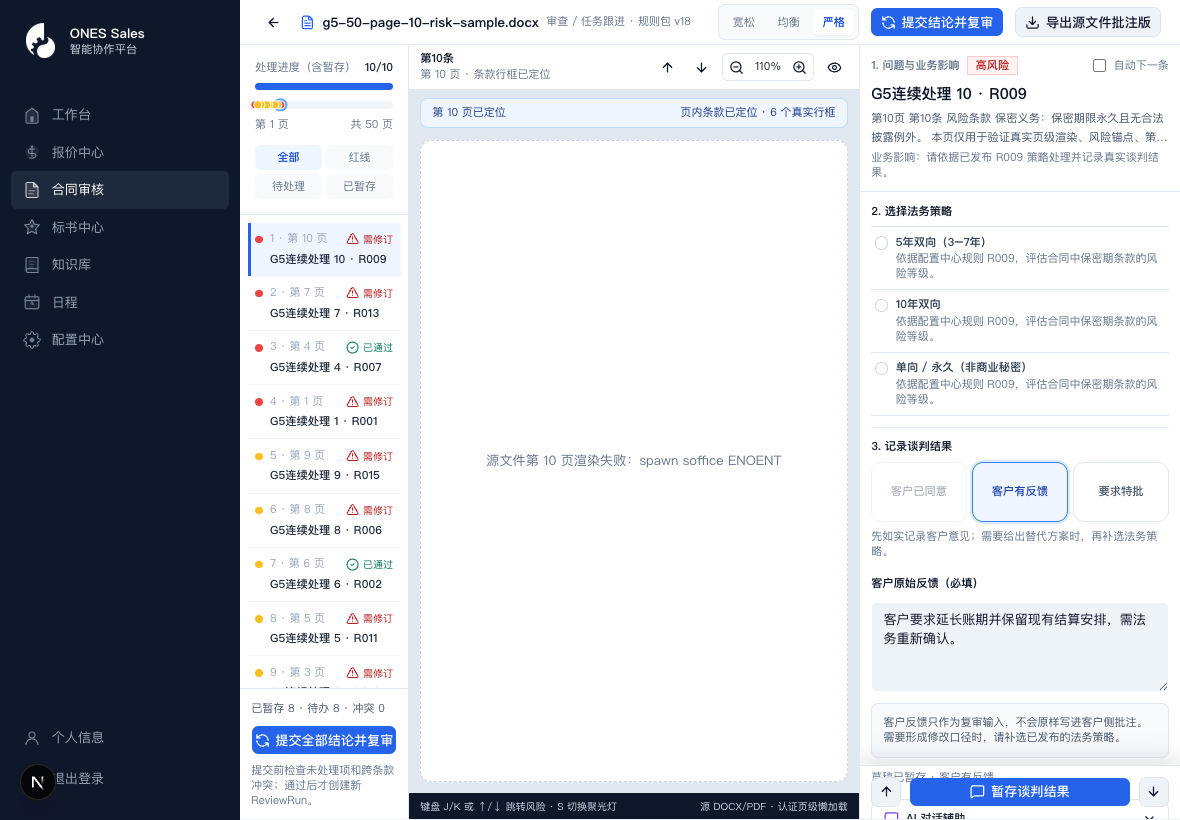 ONES Sales
智能协作平台
工作台
报价中心
合同审核
标书中心
知识库
日程
配置中心
个人信息
N
退出登录
g5-50-page-10-risk-sample.docx
审查 / 任务跟进 · 规则包 v18
宽松
均衡
严格
提交结论并复审
导出源文件批注版
处理进度（含暂存） 10/10
第 1 页
共 50 页
全部
红线
待处理
已暂存
1 · 第 10 页 需修订
G5连续处理 10 · R009
2 · 第 7 页 需修订
G5连续处理 7 · R013
3 · 第 4 页 已通过
G5连续处理 4 · R007
4 · 第 1 页 需修订
G5连续处理 1 · R001
5 · 第 9 页 需修订
G5连续处理 9 · R015
6 · 第 8 页 需修订
G5连续处理 8 · R006
7 · 第 6 页 已通过
G5连续处理 6 · R002
8 · 第 5 页 需修订
G5连续处理 5 · R011
9 · 第 3 页 需修订
已暂存 8 · 待办 8 · 冲突 0
提交全部结论并复审
提交前检查未处理项和跨条款
冲突；通过后才创建新
ReviewRun。
第10条
第 10 页 · 条款行框已定位
110%
第 10 页已定位
页内条款已定位 · 6 个真实行框
源文件第 10 页渲染失败：spawn soffice ENOENT
键盘 J/K 或 ↑/↓ 跳转风险 · S 切换聚光灯
源 DOCX/PDF · 认证页级懒加载
1. 问题与业务影响
高风险
自动下一条
G5连续处理 10 · R009
第10页 第10条 风险条款 保密义务：保密期限永久且无合法
披露例外。 本页仅用于验证真实页级渲染、风险锚点、策…
业务影响：请依据已发布 R009 策略处理并记录真实谈判结
果。
2. 选择法务策略
5年双向（3—7年）
依据配置中心规则 R009，评估合同中保密期条款的风
险等级。
10年双向
依据配置中心规则 R009，评估合同中保密期条款的风
险等级。
单向 / 永久（非商业秘密）
依据配置中心规则 R009，评估合同中保密期条款的风
险等级。
3. 记录谈判结果
客户已同意
客户有反馈
要求特批
先如实记录客户意见；需要给出替代方案时，再补选法务策
略。
客户原始反馈（必填）
客户要求延长账期并保留现有结算安排，需法
务重新确认。
客户反馈只作为复审输入，不会原样写进客户侧批注。
需要形成修改口径时，请补选已发布的法务策略。
草稿已暂存 · 客户有反馈
暂存谈判结果
AI 对话辅助